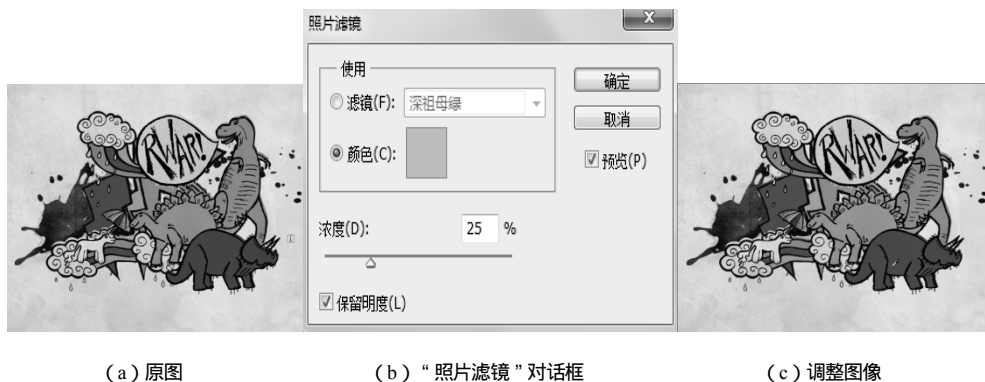 照片滤镜
使用
滤镜(F): 深祖母绿
颜色(C):
确定
取消
预览(P)
浓度(D): 25 %
保留明度(L)
RWAR!
RWAR!
(a)原图
(b)“照片滤镜”对话框
(c)调整图像